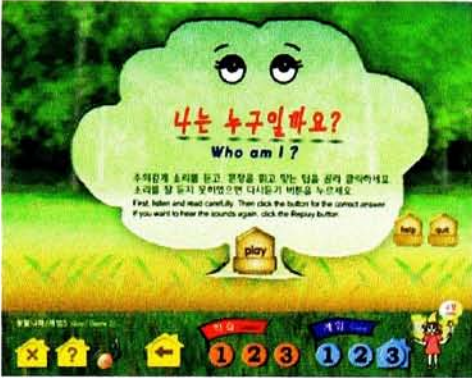 나는 누구일까요?
Who am I ?
주의깊게 소리를 듣고, 문장을 읽고 맞는 답을 골라 클릭하세요
소리를 잘 듣지 못하였으면 다시듣기 버튼을 누르세요
First, listen and read carefully. Then click the button for the correct answer
If you want to hear the sounds again, click the Replay button
play
help quit
게임
1 2 3 1 2 3